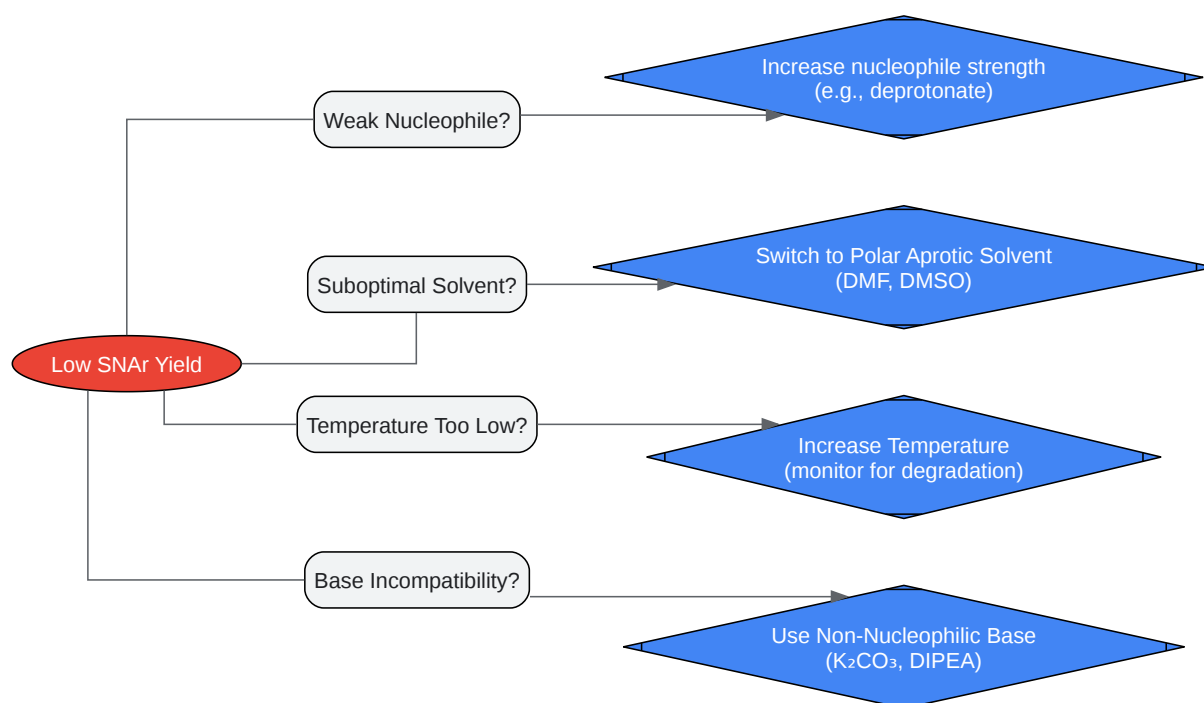 Low SNAr Yield
Weak Nucleophile?
Increase nucleophile strength
(e.g., deprotonate)
Suboptimal Solvent?
Switch to Polar Aprotic Solvent
(DMF, DMSO)
Temperature Too Low?
Increase Temperature
(monitor for degradation)
Base Incompatibility?
Use Non-Nucleophilic Base
(K₂CO₃, DIPEA)